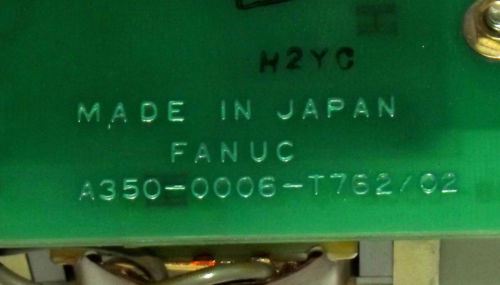 H2YC
MADE IN JAPAN
FANUC
A350-0006-T762/02